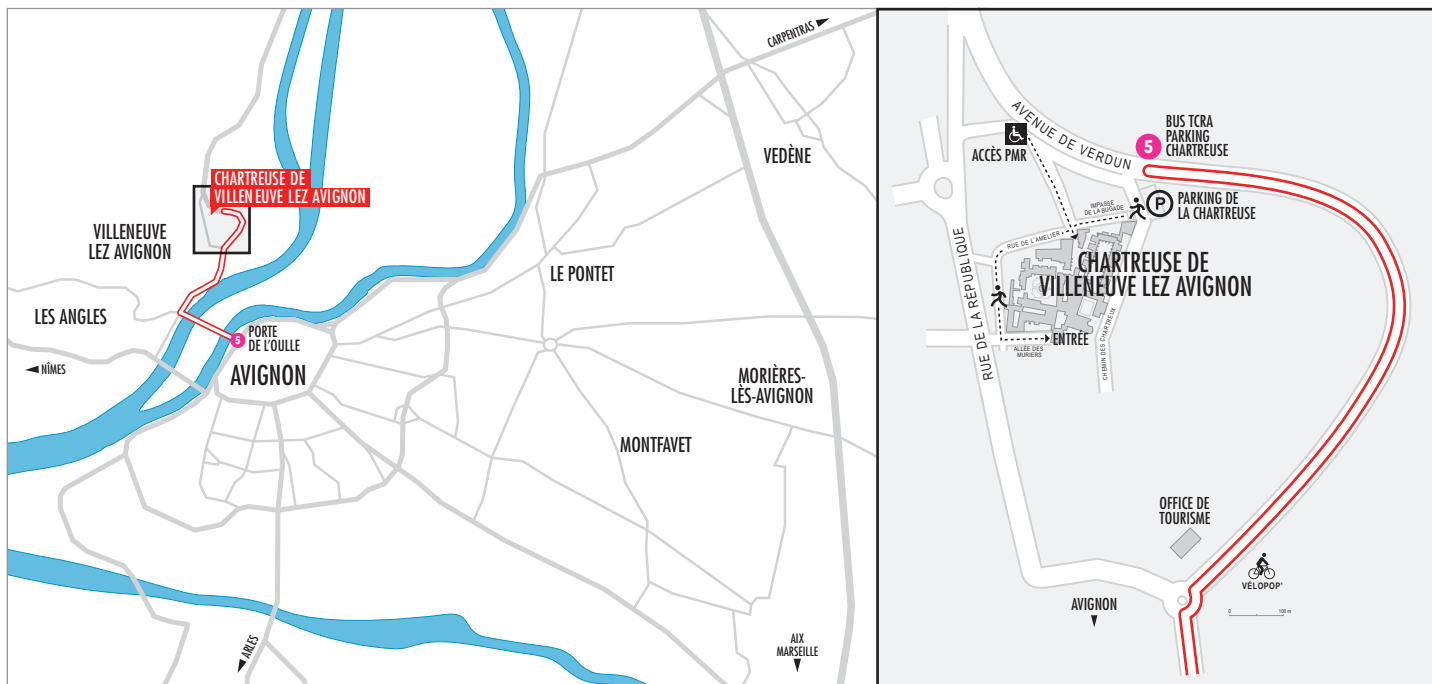 CARPENTRAS
VEDÈNE
CHARTREUSE DE
VILLENEUVE LEZ AVIGNON
VILLENEUVE
LEZ AVIGNON
LE PONTET
LES ANGLES
5
PORTE
DE L'OULLE
NÎMES
AVIGNON
MORIÈRES-
LÈS-AVIGNON
MONTFAVET
ARLES
AIX
MARSEILLE
AVENUE DE VERDUN
5
BUS TCRA
PARKING
CHARTREUSE
ACCÈS PMR
P
PARKING DE
LA CHARTREUSE
IMPASSE
DE LA BUGADE
RUE DE L'AMELIER
RUE DE LA RÉPUBLIQUE
CHARTREUSE DE
VILLENEUVE LEZ AVIGNON
ENTRÉE
ALLÉE DES
MURIERS
CHEMIN DES CHARTREUX
OFFICE DE
TOURISME
VÉLOPOP'
AVIGNON
0 100 m